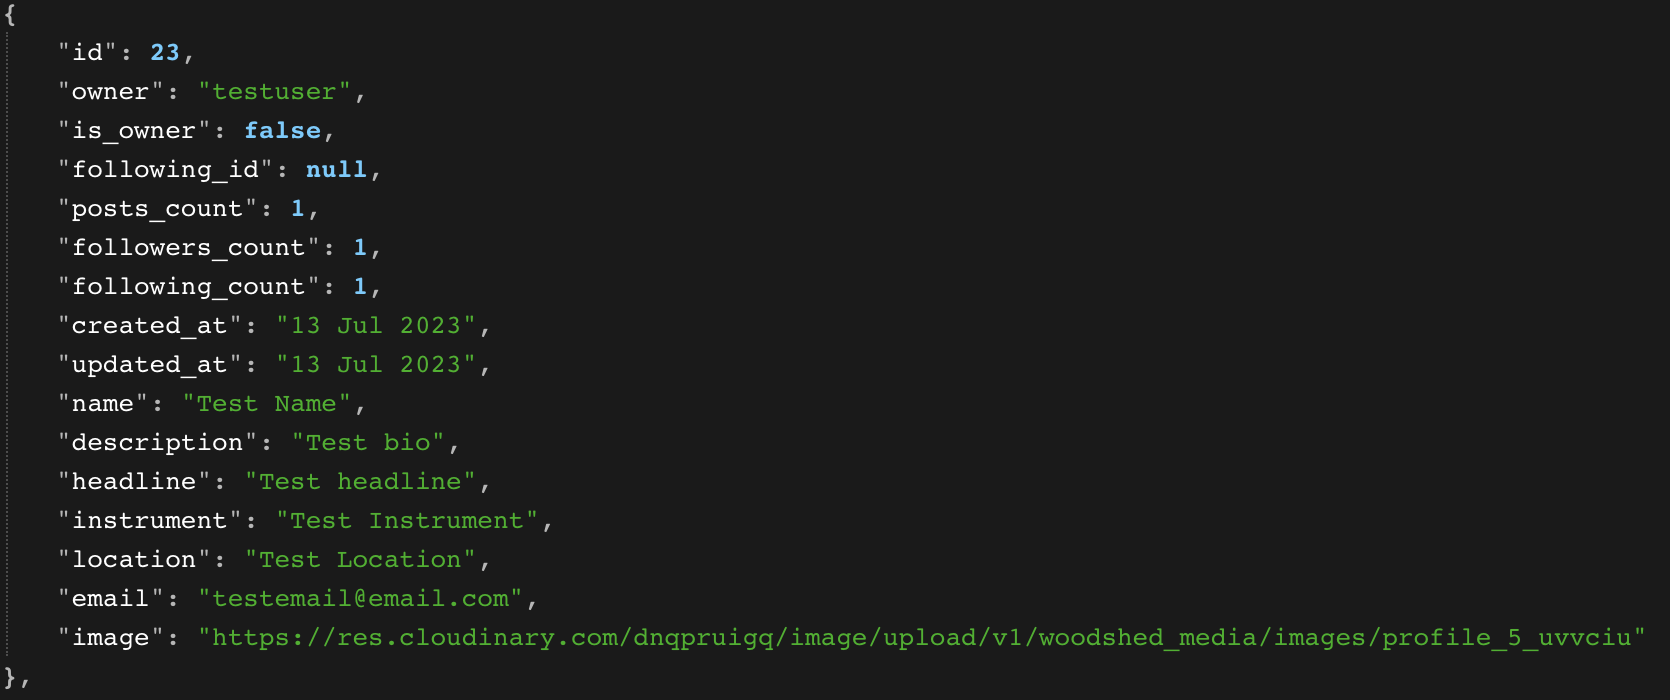 {
    "id": 23,
    "owner": "testuser",
    "is_owner": false,
    "following_id": null,
    "posts_count": 1,
    "followers_count": 1,
    "following_count": 1,
    "created_at": "13 Jul 2023",
    "updated_at": "13 Jul 2023",
    "name": "Test Name",
    "description": "Test bio",
    "headline": "Test headline",
    "instrument": "Test Instrument",
    "location": "Test Location",
    "email": "testemail@email.com",
    "image": "https://res.cloudinary.com/dnqpruigq/image/upload/v1/woodshed_media/images/profile_5_uvvciu"
},